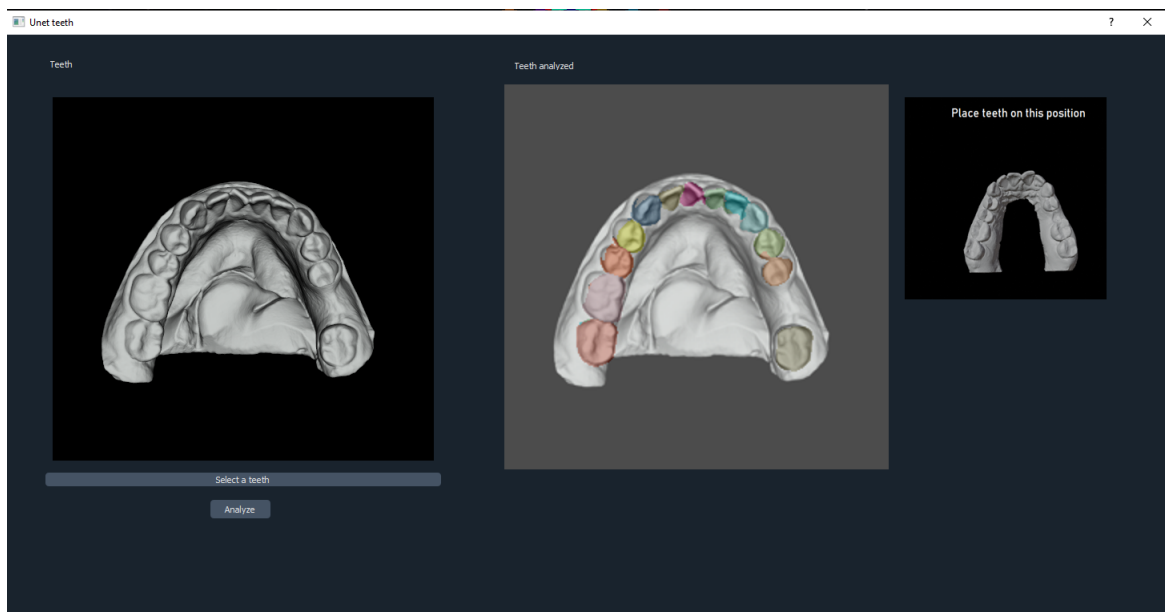 Unet teeth
?
Teeth
Teeth analyzed
Place teeth on this position
Select a teeth
Analyze